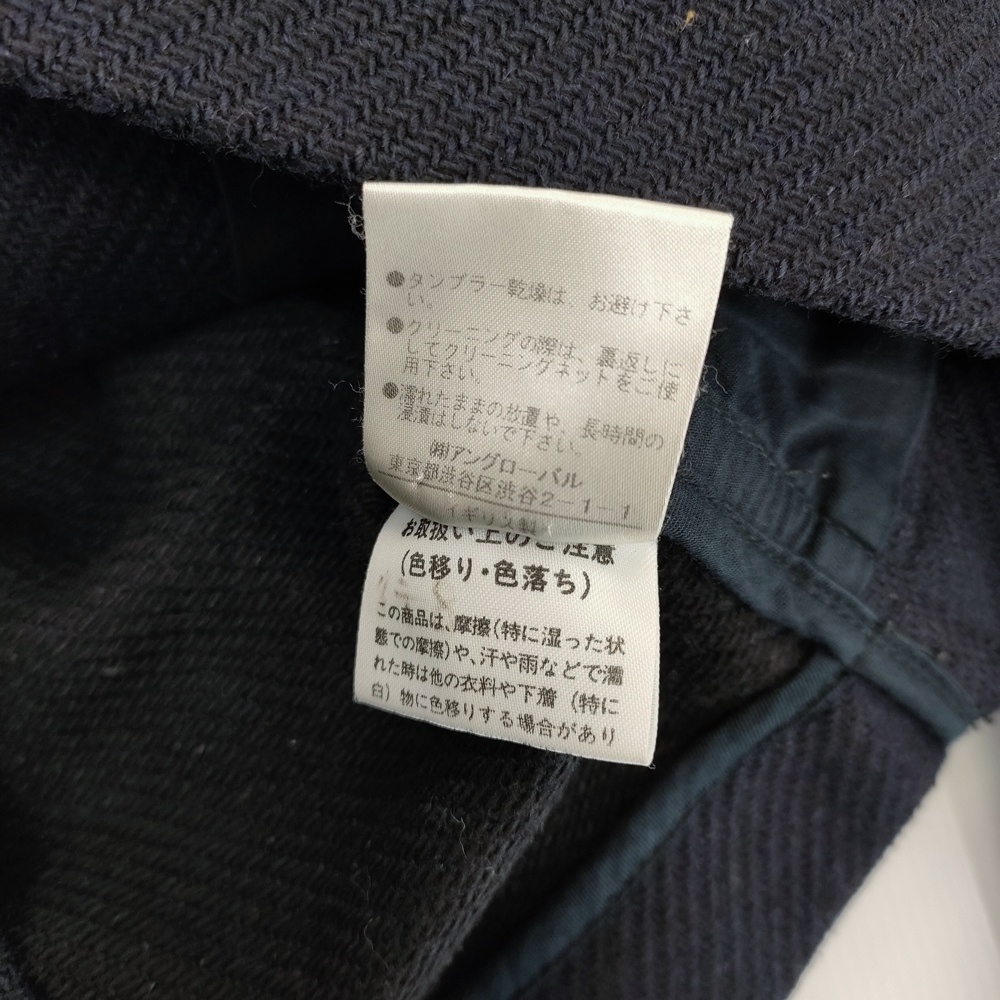 ●タンブラー乾燥は、お避け下さ
い。
●クリーニングの際は、裏返しに
してクリーニングネットをご使
用下さい。
●濡れたままの放置や、長時間の
浸漬はしないで下さい。
㈱アングローバル
東京都渋谷区渋谷2-1-1
イギリス製
お取扱い上のご注意
(色移り・色落ち)
この商品は、摩擦(特に湿った状
態での摩擦)や、汗や雨などで濡
れた時は他の衣料や下着(特に
白)物に色移りする場合があり